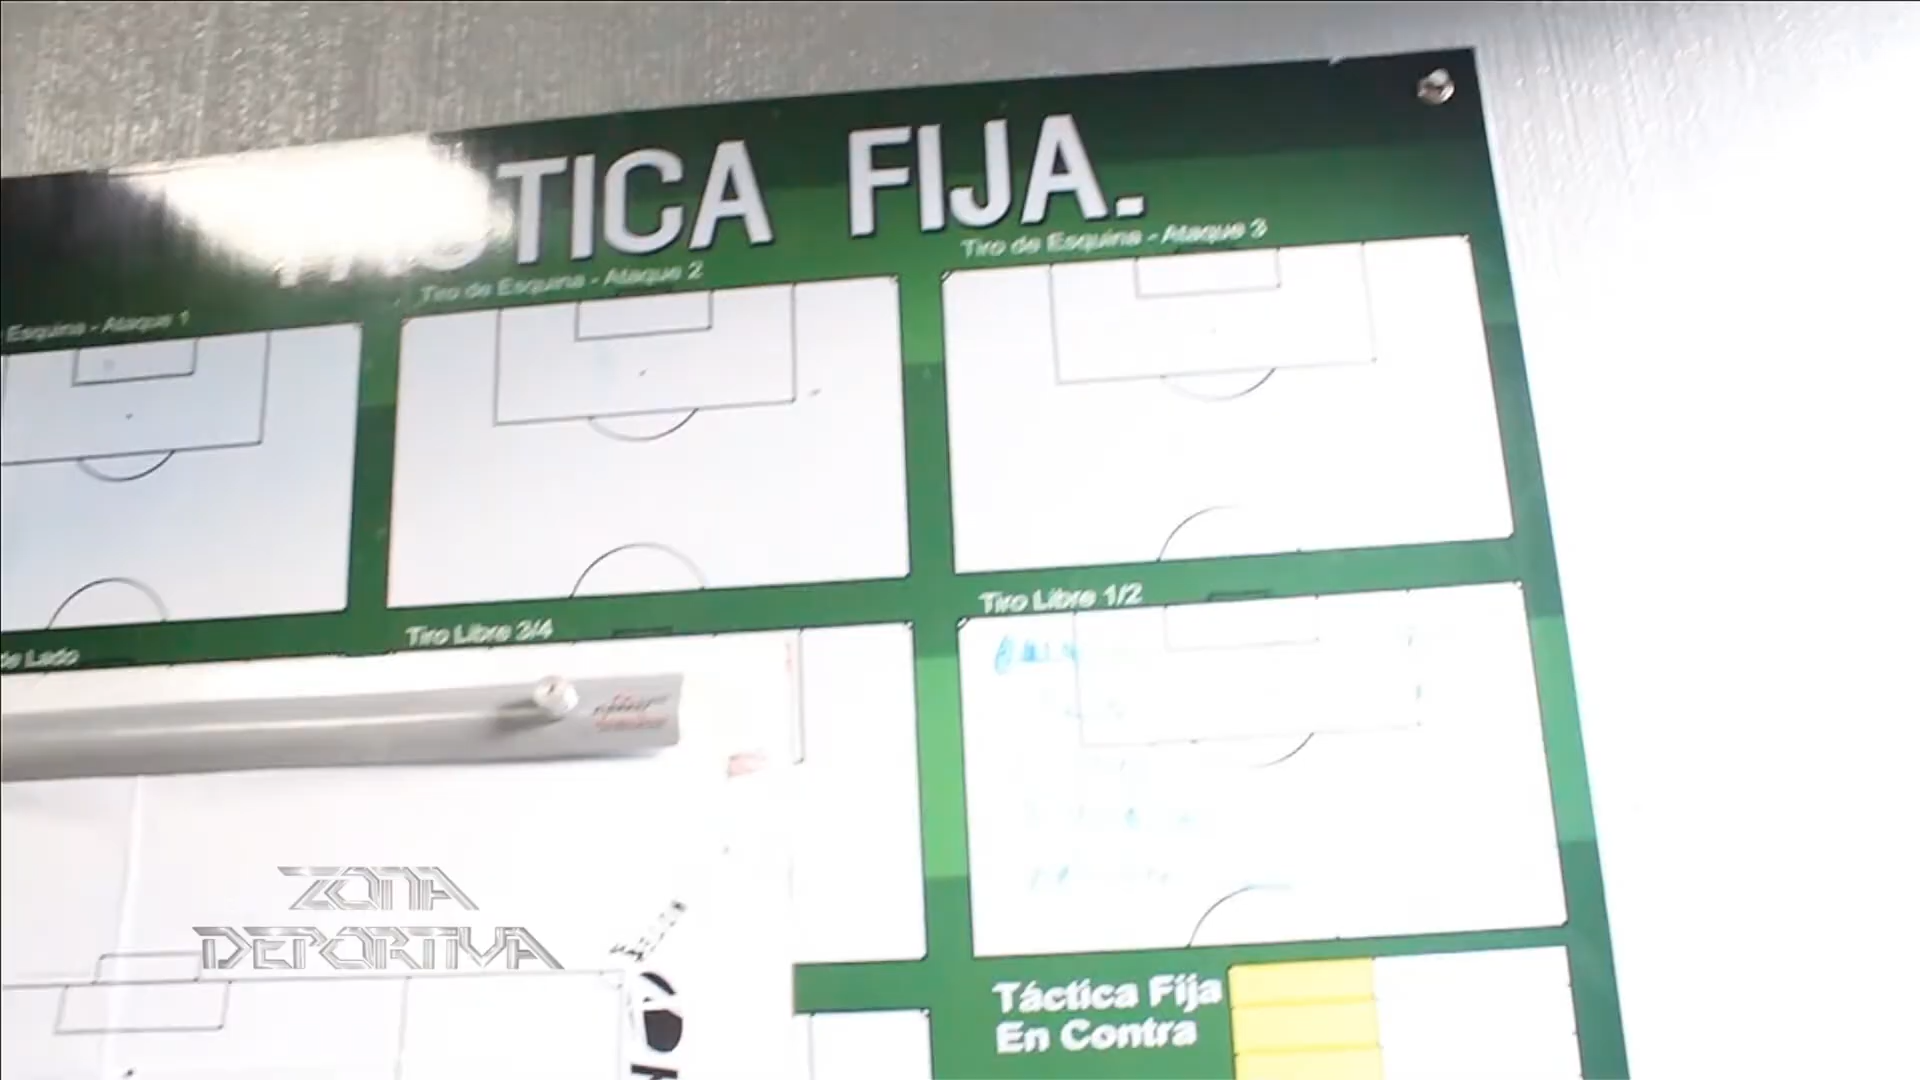 TÁCTICA FIJA.
Esquina - Ataque 1
Tiro de Esquina - Ataque 2
Tiro de Esquina - Ataque 3
de Lado
Tiro Libre 3/4
Tiro Libre 1/2
ZONA
DEPORTIVA
Táctica Fija
En Contra